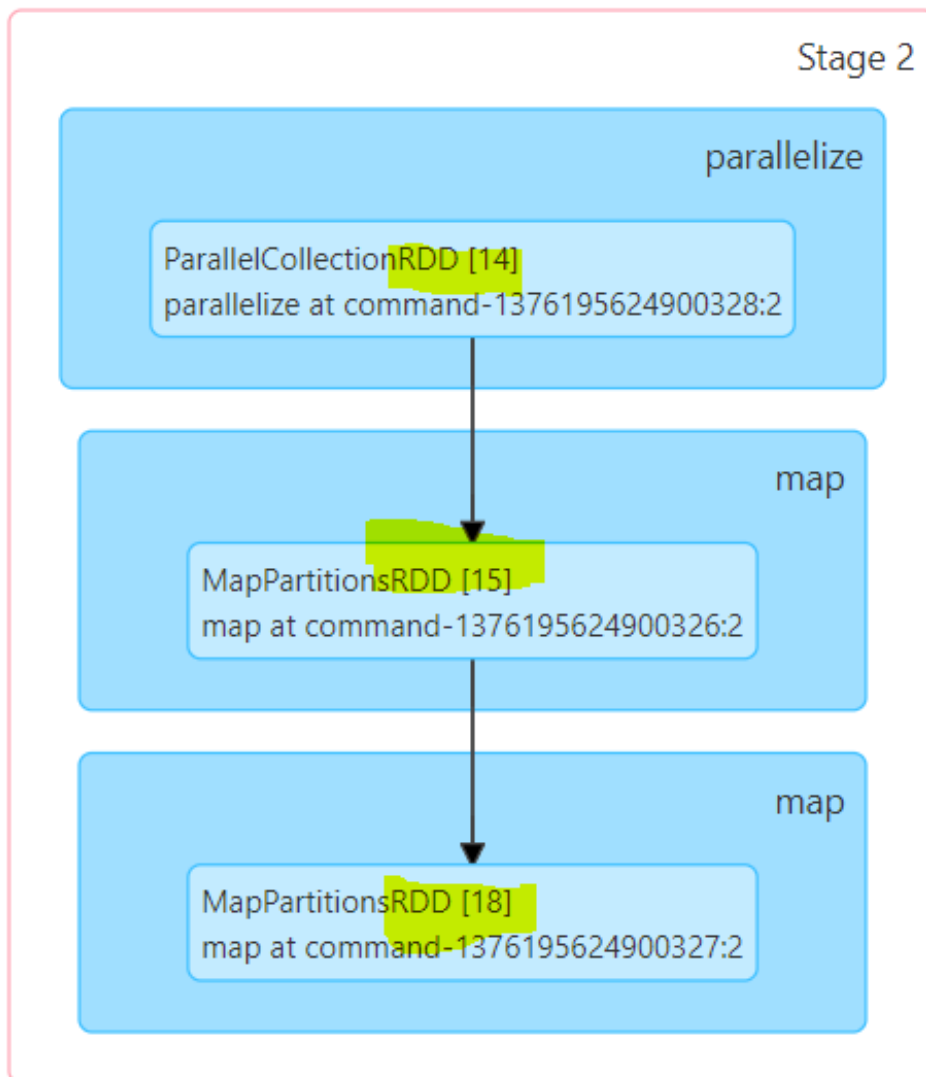 Stage 2
parallelize
ParallelCollectionRDD [14]
parallelize at command-1376195624900328:2
map
MapPartitionsRDD [15]
map at command-1376195624900326:2
map
MapPartitionsRDD [18]
map at command-1376195624900327:2